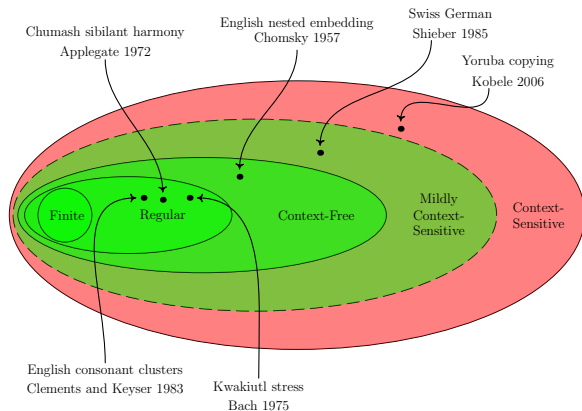 Swiss German
Shieber 1985
English nested embedding
Chomsky 1957
Chumash sibilant harmony
Applegate 1972
Yoruba copying
Kobele 2006
Finite
Regular
Context-Free
Mildly
Context-
Sensitive
Context-
Sensitive
English consonant clusters
Clements and Keyser 1983
Kwakiutl stress
Bach 1975